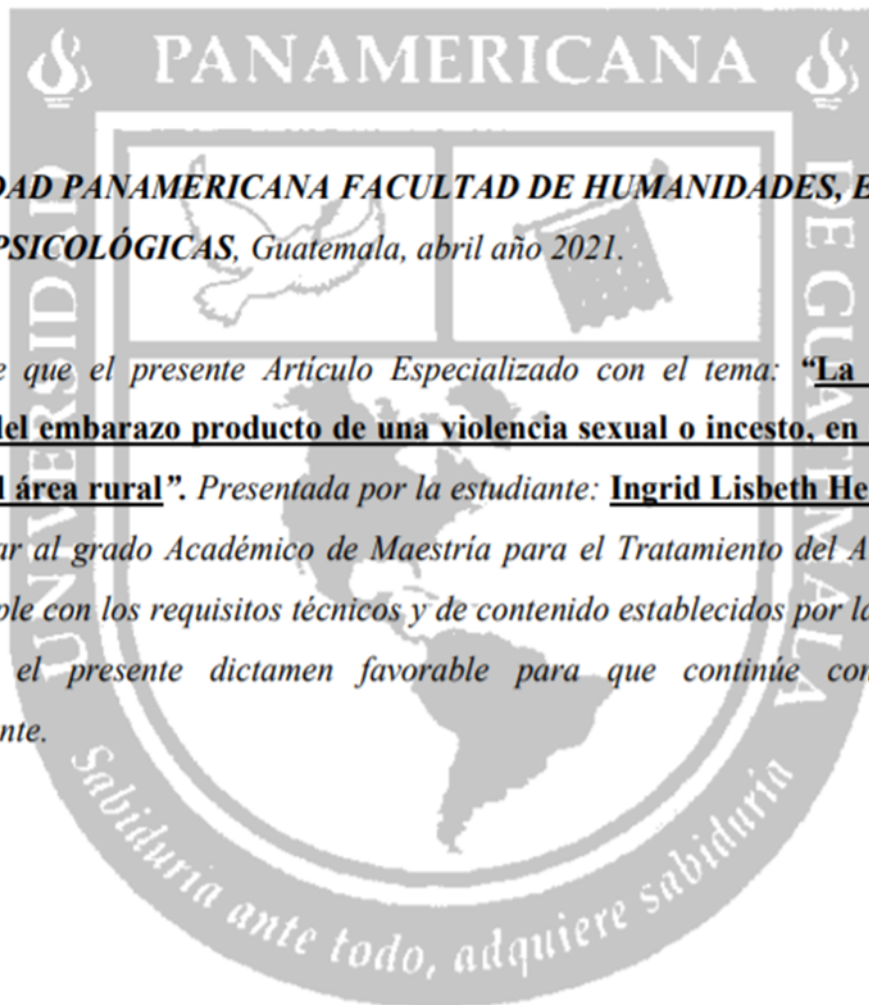 PANAMERICANA
UNIVERSIDAD
DE GUATEMALA
DAD PANAMERICANA FACULTAD DE HUMANIDADES, E
PSICOLÓGICAS, Guatemala, abril año 2021.
e que el presente Artículo Especializado con el tema: “La
del embarazo producto de una violencia sexual o incesto, en
l área rural”. Presentada por la estudiante: Ingrid Lisbeth He
ar al grado Académico de Maestría para el Tratamiento del A
ple con los requisitos técnicos y de contenido establecidos por la
el presente dictamen favorable para que continúe con
nte.
Sabiduría ante todo, adquiere sabiduría